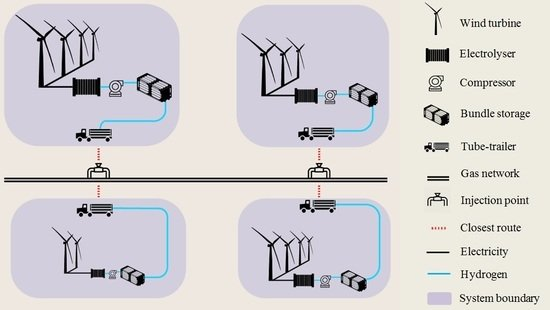 Wind turbine
Electrolyser
Compressor
Bundle storage
Tube-trailer
Gas network
Injection point
Closest route
Electricity
Hydrogen
System boundary